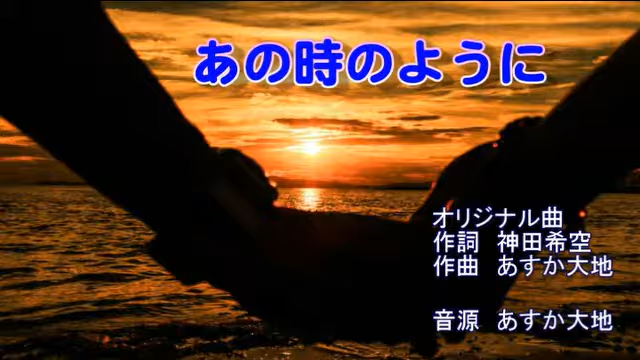 あの時のように
オリジナル曲
作詞　神田希空
作曲　あすか大地
音源　あすか大地